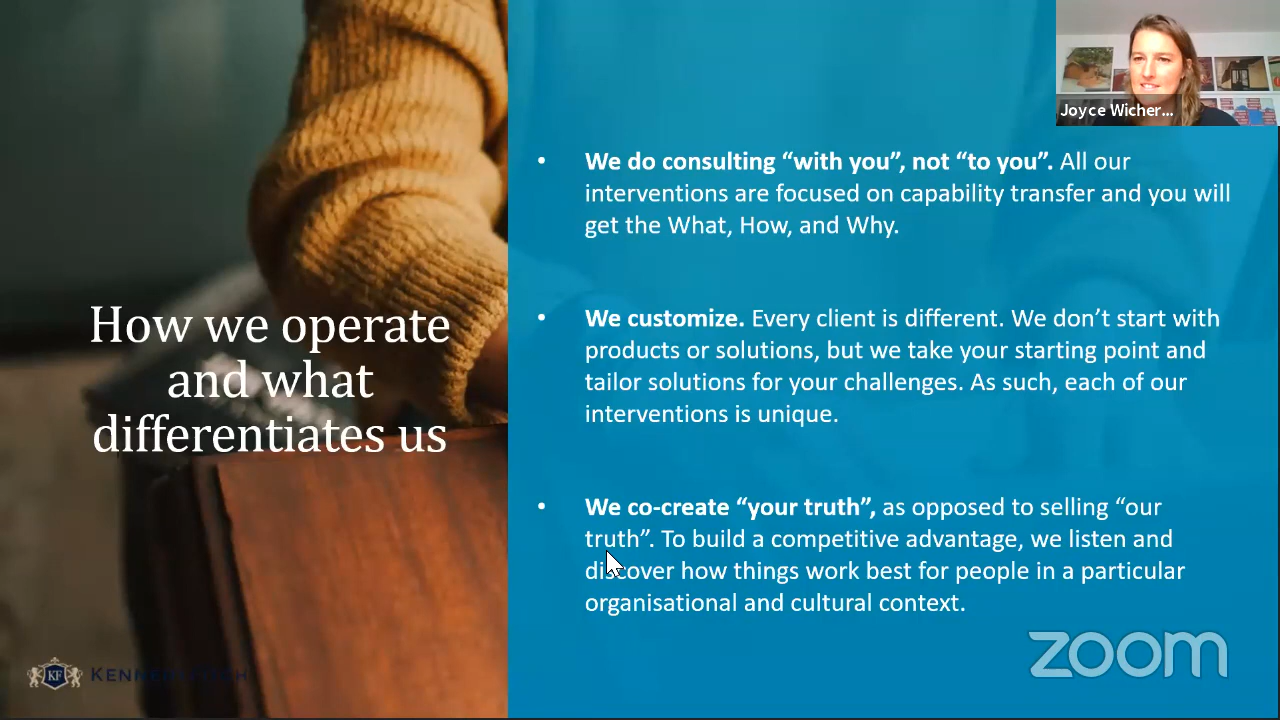 Joyce Wicher...
We do consulting “with you”, not “to you”. All our
interventions are focused on capability transfer and you will
get the What, How, and Why.
How we operate
and what
differentiates us
We customize. Every client is different. We don’t start with
products or solutions, but we take your starting point and
tailor solutions for your challenges. As such, each of our
interventions is unique.
We co-create “your truth”, as opposed to selling “our
truth”. To build a competitive advantage, we listen and
discover how things work best for people in a particular
organisational and cultural context.
KF
zoom